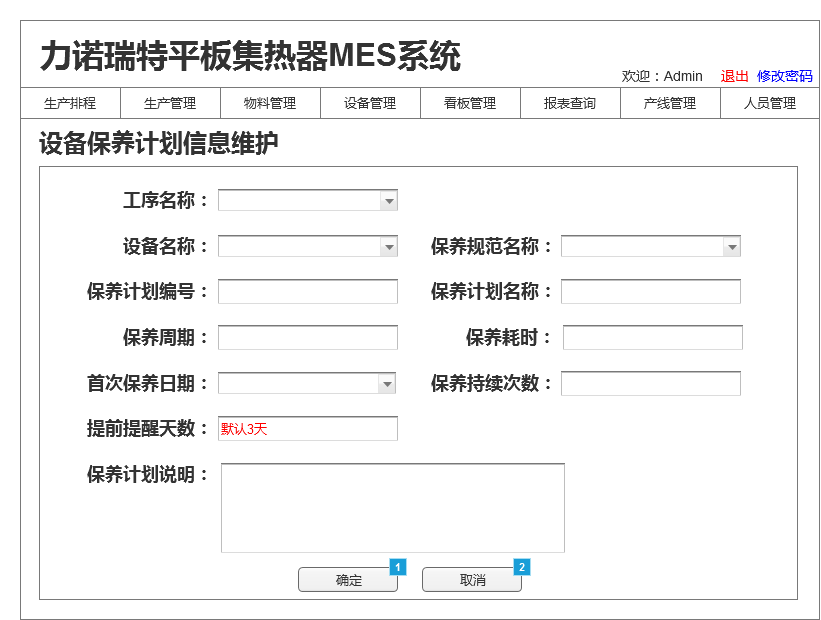 力诺瑞特平板集热器MES系统
欢迎：Admin 退出 修改密码
生产排程 生产管理 物料管理 设备管理 看板管理 报表查询 产线管理 人员管理
设备保养计划信息维护
工序名称：
设备名称： 保养规范名称：
保养计划编号： 保养计划名称：
保养周期： 保养耗时：
首次保养日期： 保养持续次数：
提前提醒天数： 默认3天
保养计划说明：
确定 1 取消 2